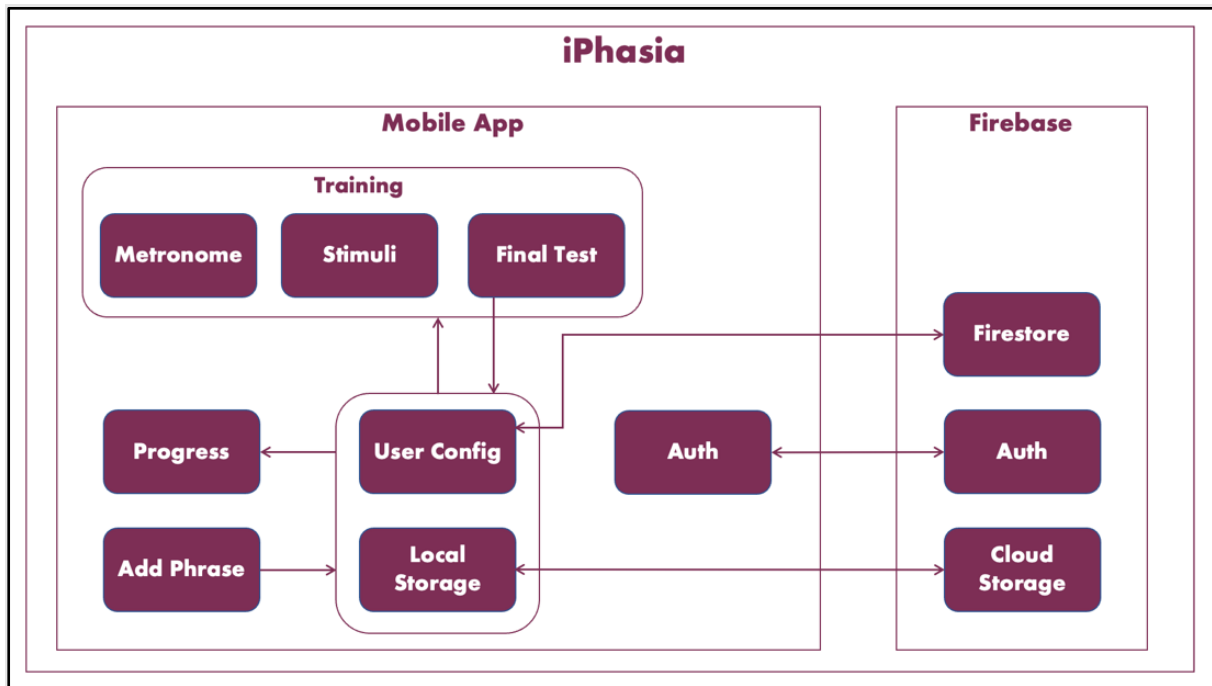 iPhasia
Mobile App
Firebase
Training
Metronome
Stimuli
Final Test
Firestore
Progress
User Config
Auth
Auth
Add Phrase
Local
Storage
Cloud
Storage